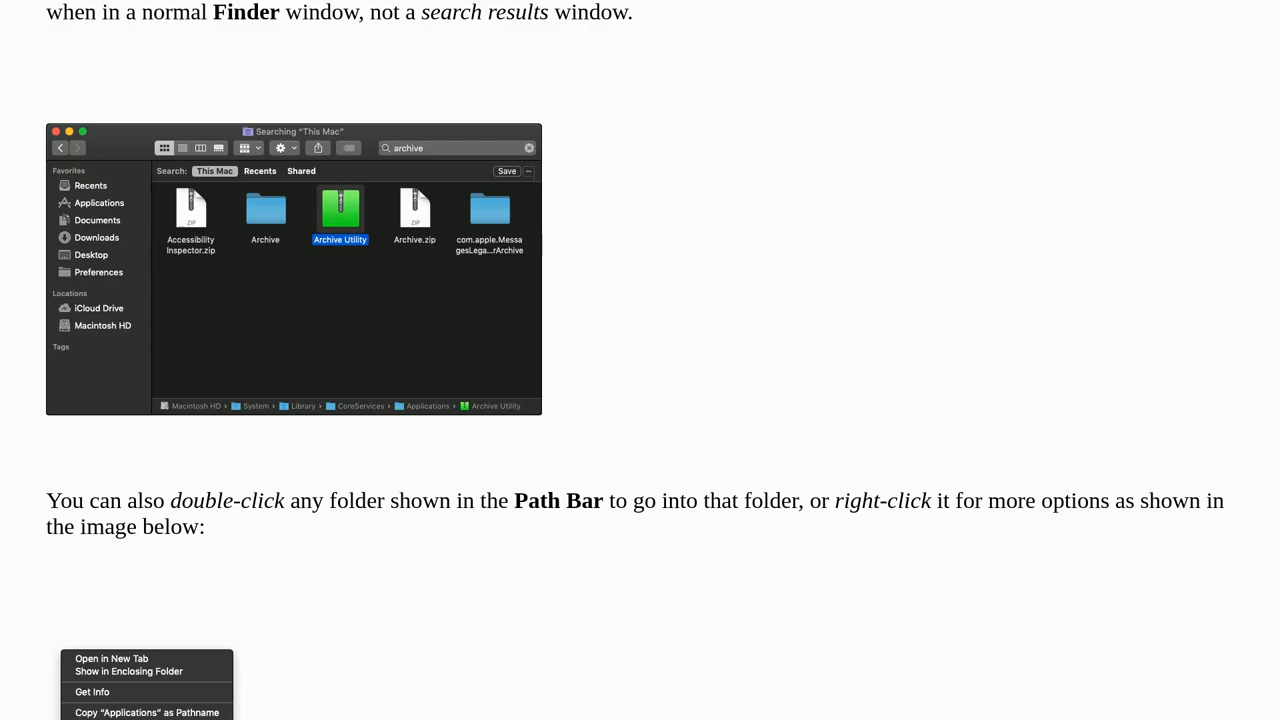 when in a normal Finder window, not a search results window.
Searching "This Mac"
archive
Favorites
Recents
Applications
Documents
Downloads
Desktop
Preferences
Locations
iCloud Drive
Macintosh HD
Tags
Search: This Mac Recents Shared Save
ZIP ZIP
Accessibility Archive Archive Utility Archive.zip com.apple.Messa
Inspector.zip gesLega...rArchive
Macintosh HD › System › Library › CoreServices › Applications › Archive Utility
You can also double-click any folder shown in the Path Bar to go into that folder, or right-click it for more options as shown in
the image below:
Open in New Tab
Show in Enclosing Folder
Get Info
Copy “Applications” as Pathname